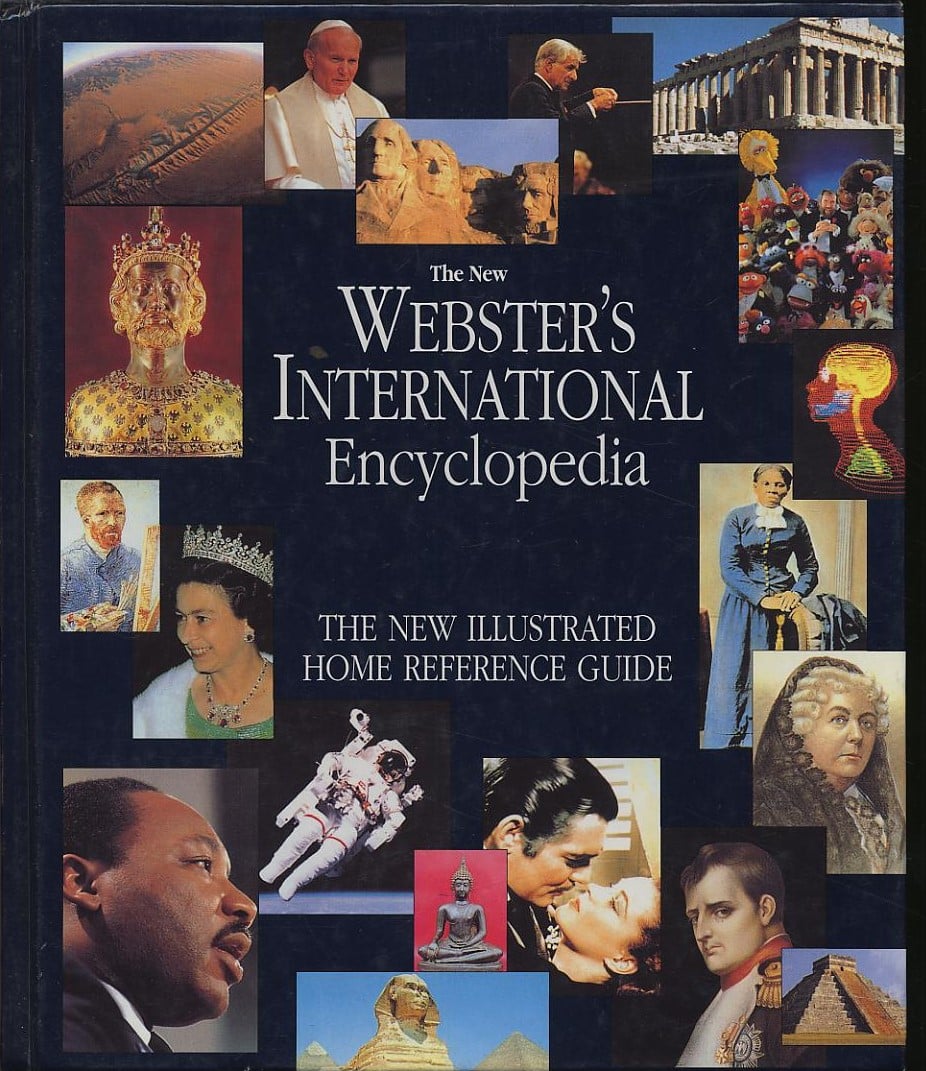 The New
WEBSTER'S
INTERNATIONAL
Encyclopedia
THE NEW ILLUSTRATED
HOME REFERENCE GUIDE